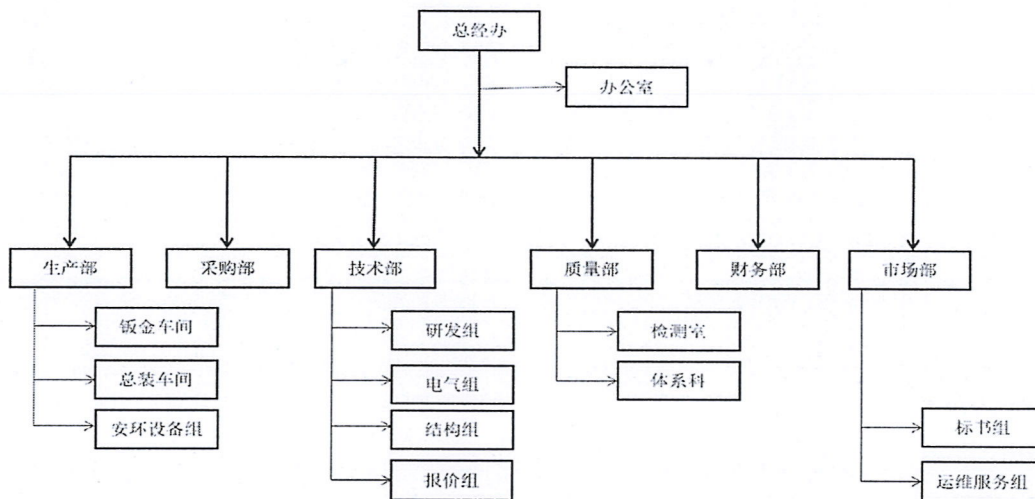 总经办
办公室
生产部
采购部
技术部
质量部
财务部
市场部
钣金车间
总装车间
安环设备组
研发组
电气组
结构组
报价组
检测室
体系科
标书组
运维服务组